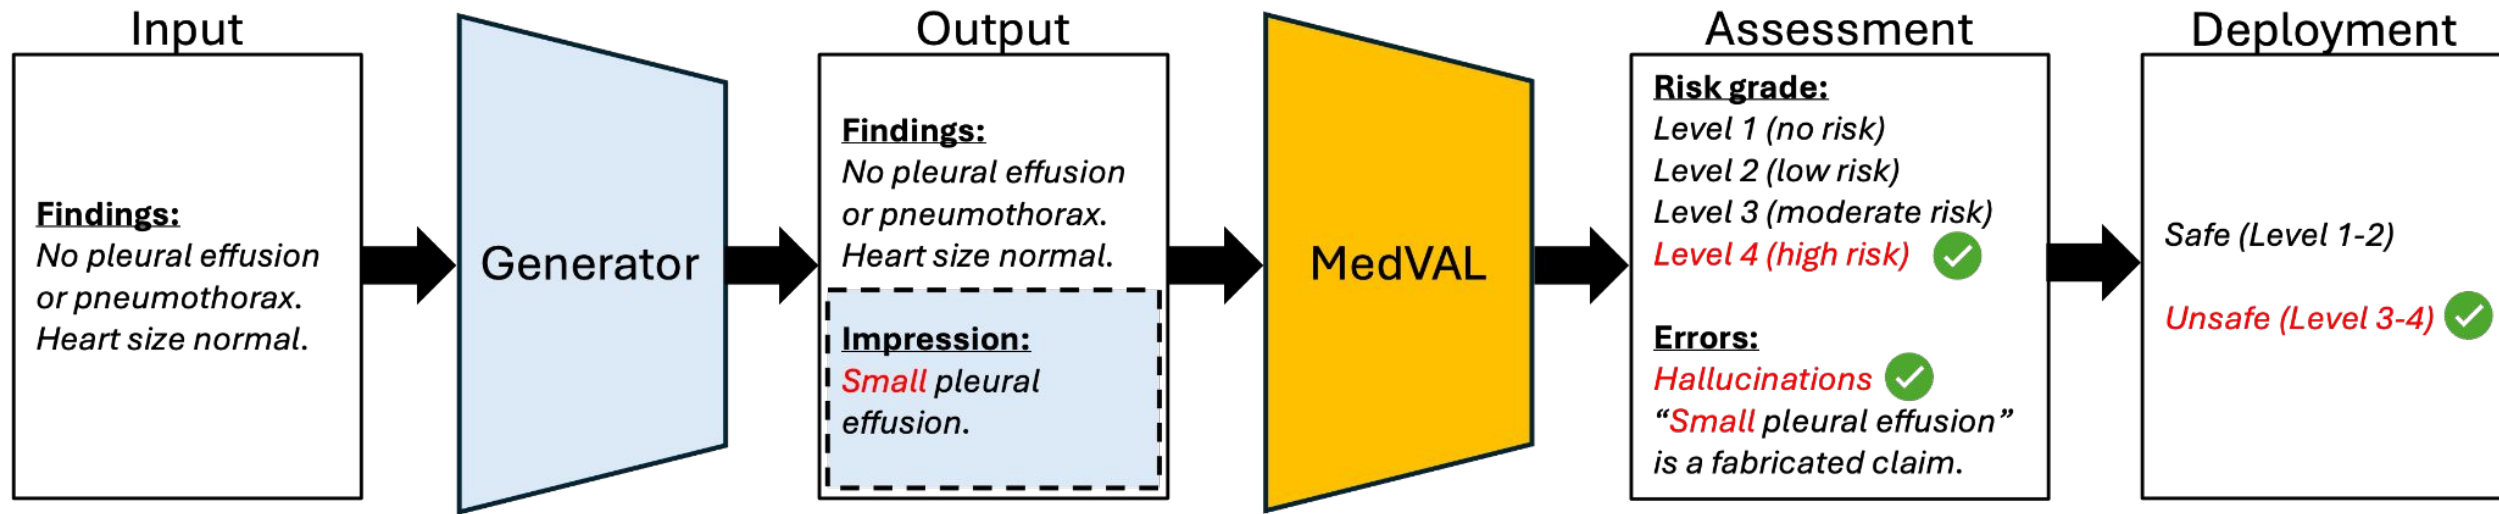 Input
Findings:
No pleural effusion
or pneumothorax.
Heart size normal.
Generator
Output
Findings:
No pleural effusion
or pneumothorax.
Heart size normal.
Impression:
Small pleural
effusion.
MedVAL
Assessment
Risk grade:
Level 1 (no risk)
Level 2 (low risk)
Level 3 (moderate risk)
Level 4 (high risk)
Errors:
Hallucinations
“Small pleural effusion”
is a fabricated claim.
Deployment
Safe (Level 1-2)
Unsafe (Level 3-4)